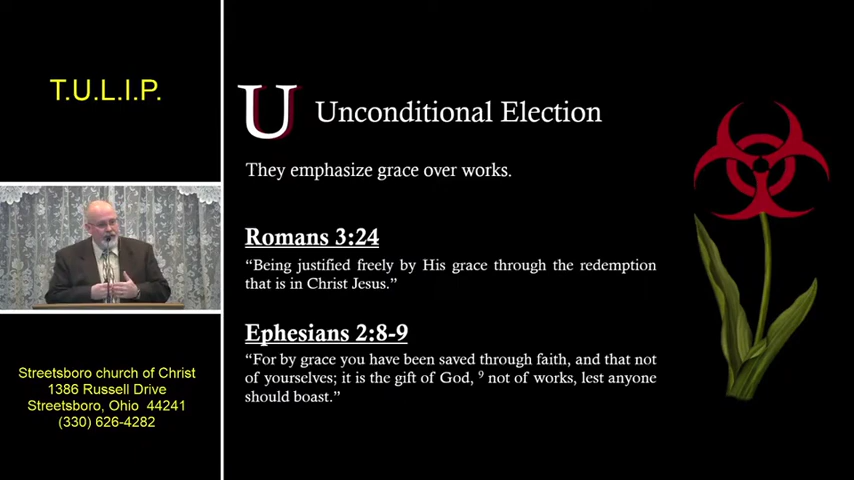 T.U.L.I.P.
Streetsboro church of Christ
1386 Russell Drive
Streetsboro, Ohio  44241
(330) 626-4282
U Unconditional Election
They emphasize grace over works.
Romans 3:24
“Being justified freely by His grace through the redemption
that is in Christ Jesus.”
Ephesians 2:8-9
“For by grace you have been saved through faith, and that not
of yourselves; it is the gift of God, ⁹ not of works, lest anyone
should boast.”